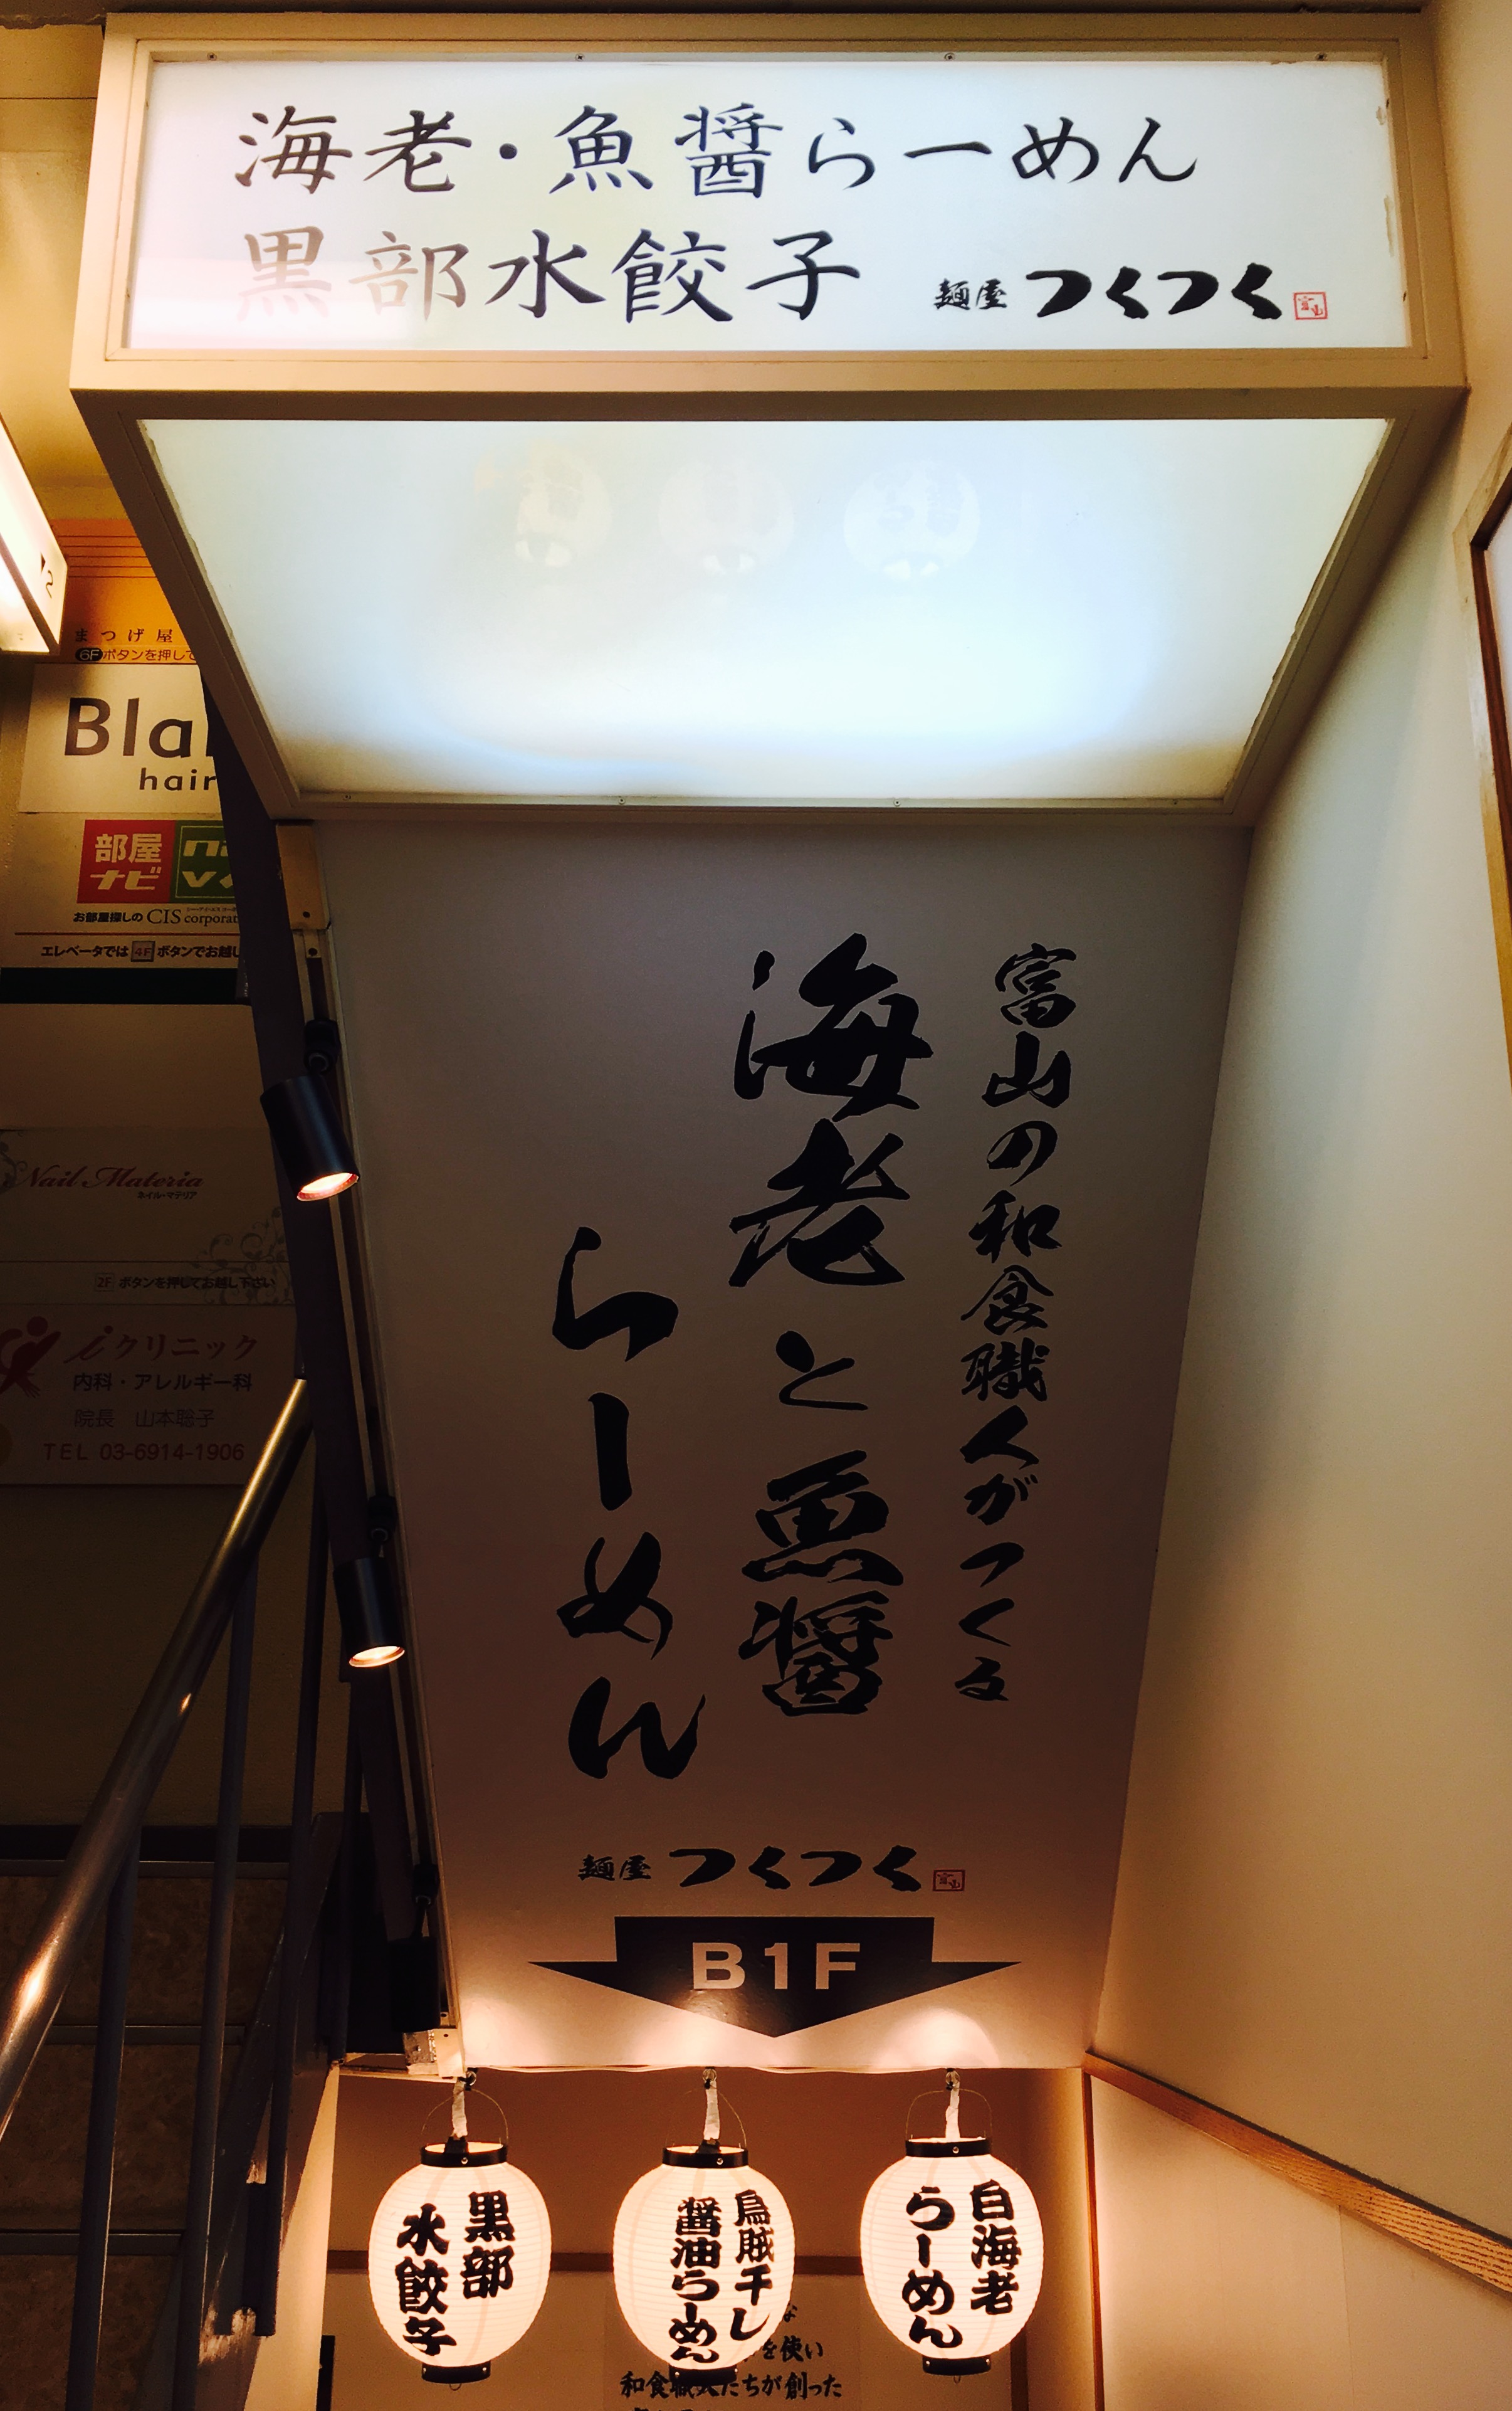 海老・魚醤らーめん
黒部水餃子
麺屋 つくつく 富山
まつげ屋
6F ボタンを押して
hair
部屋
ナビ
お部屋探しの CIS
エレベータでは 4F ボタンでお越し
Nail Materia
ネイル・マテリア
2F ボタンを押してお越し下さい
iクリニック
内科・アレルギー科
院長 山本聡子
TEL 03-6914-1906
富山の和食職人がつくる
海老と魚醤
らーめん
麺屋 つくつく 富山
B1F
黒部
水餃子
烏賊干し
醤油らーめん
白海老
らーめん
を使い
和食職人たちが創った